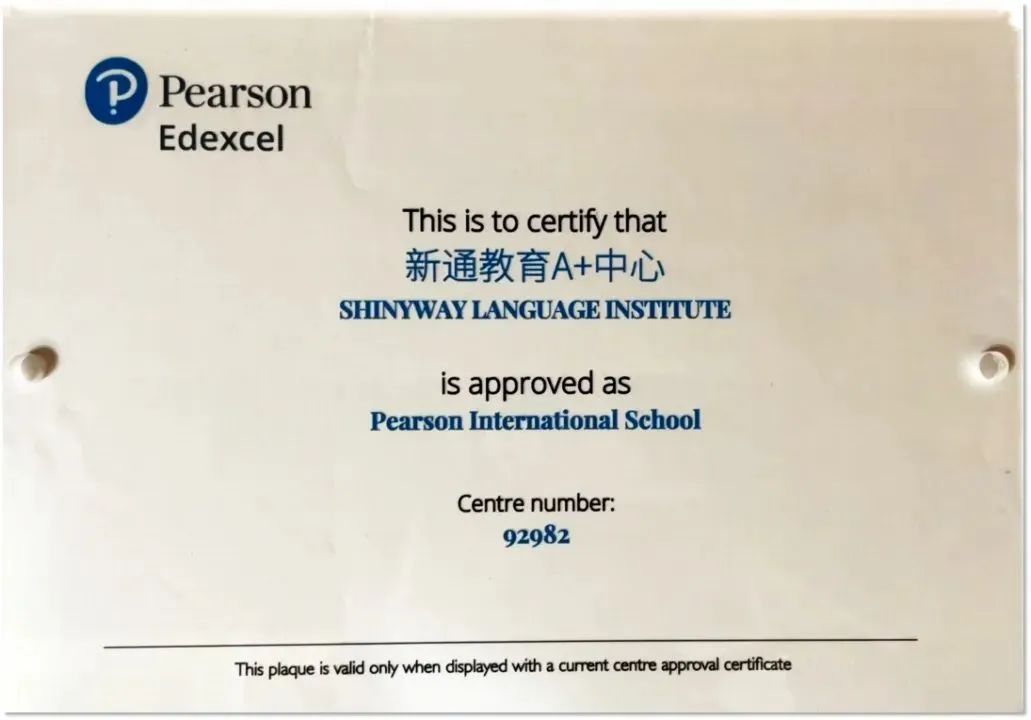 Pearson
Edexcel
This is to certify that
新通教育A+中心
SHINYWAY LANGUAGE INSTITUTE
is approved as
Pearson International School
Centre number:
92982
This plaque is valid only when displayed with a current centre approval certificate